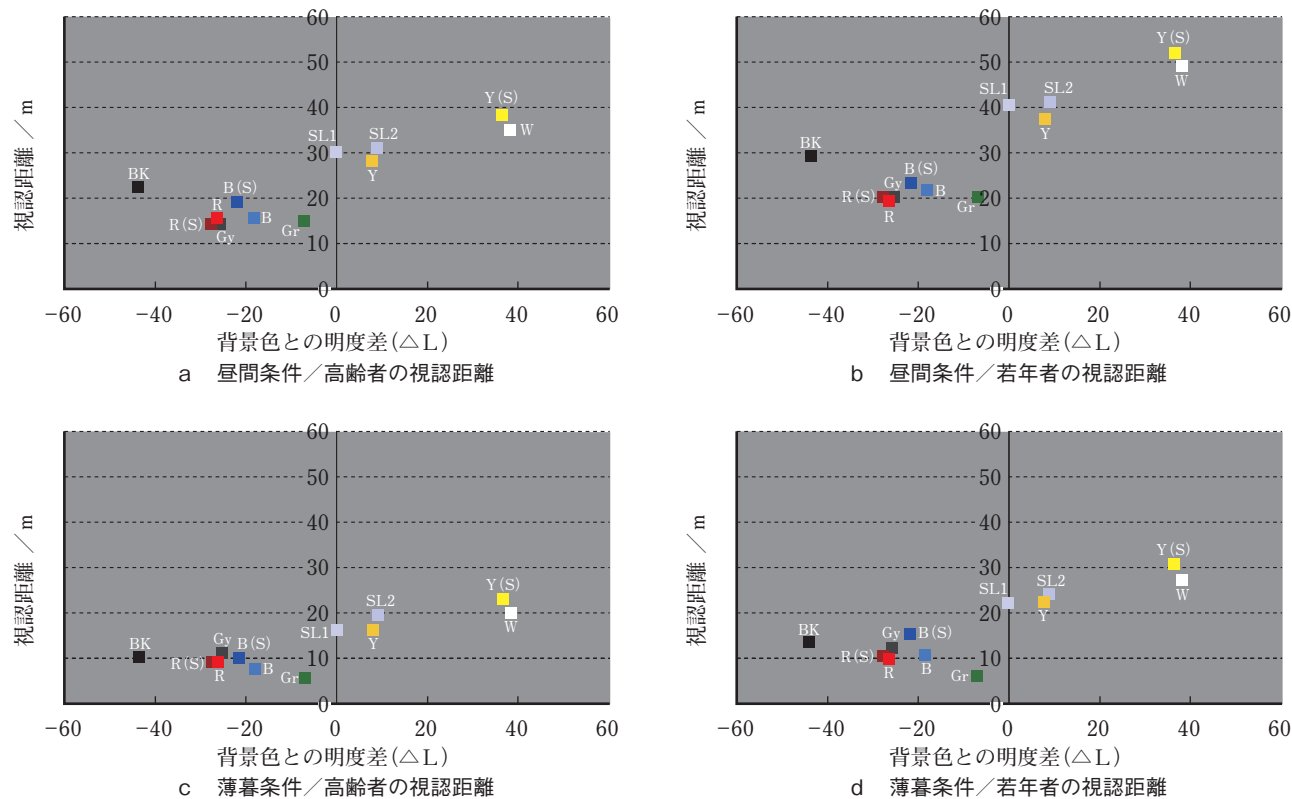 視認距離 / m
60
50
40
30
20
10
0
Y (S)
W
SL1
SL2
Y
BK
B (S)
R
B
R (S)
Gy
Gr
−60
−40
−20
0
20
40
60
背景色との明度差(△L)
a 昼間条件／高齢者の視認距離
視認距離 / m
60
50
40
30
20
10
0
Y (S)
W
SL1
SL2
Y
BK
B (S)
Gy
B
R (S)
R
Gr
−60
−40
−20
0
20
40
60
背景色との明度差(△L)
b 昼間条件／若年者の視認距離
視認距離 / m
60
50
40
30
20
10
0
Y (S)
W
SL2
SL1
Y
BK
Gy
B (S)
R (S)
R
B
Gr
−60
−40
−20
0
20
40
60
背景色との明度差(△L)
c 薄暮条件／高齢者の視認距離
視認距離 / m
60
50
40
30
20
10
0
Y (S)
W
SL1
SL2
Y
BK
Gy
B (S)
R (S)
R
B
Gr
−60
−40
−20
0
20
40
60
背景色との明度差(△L)
d 薄暮条件／若年者の視認距離